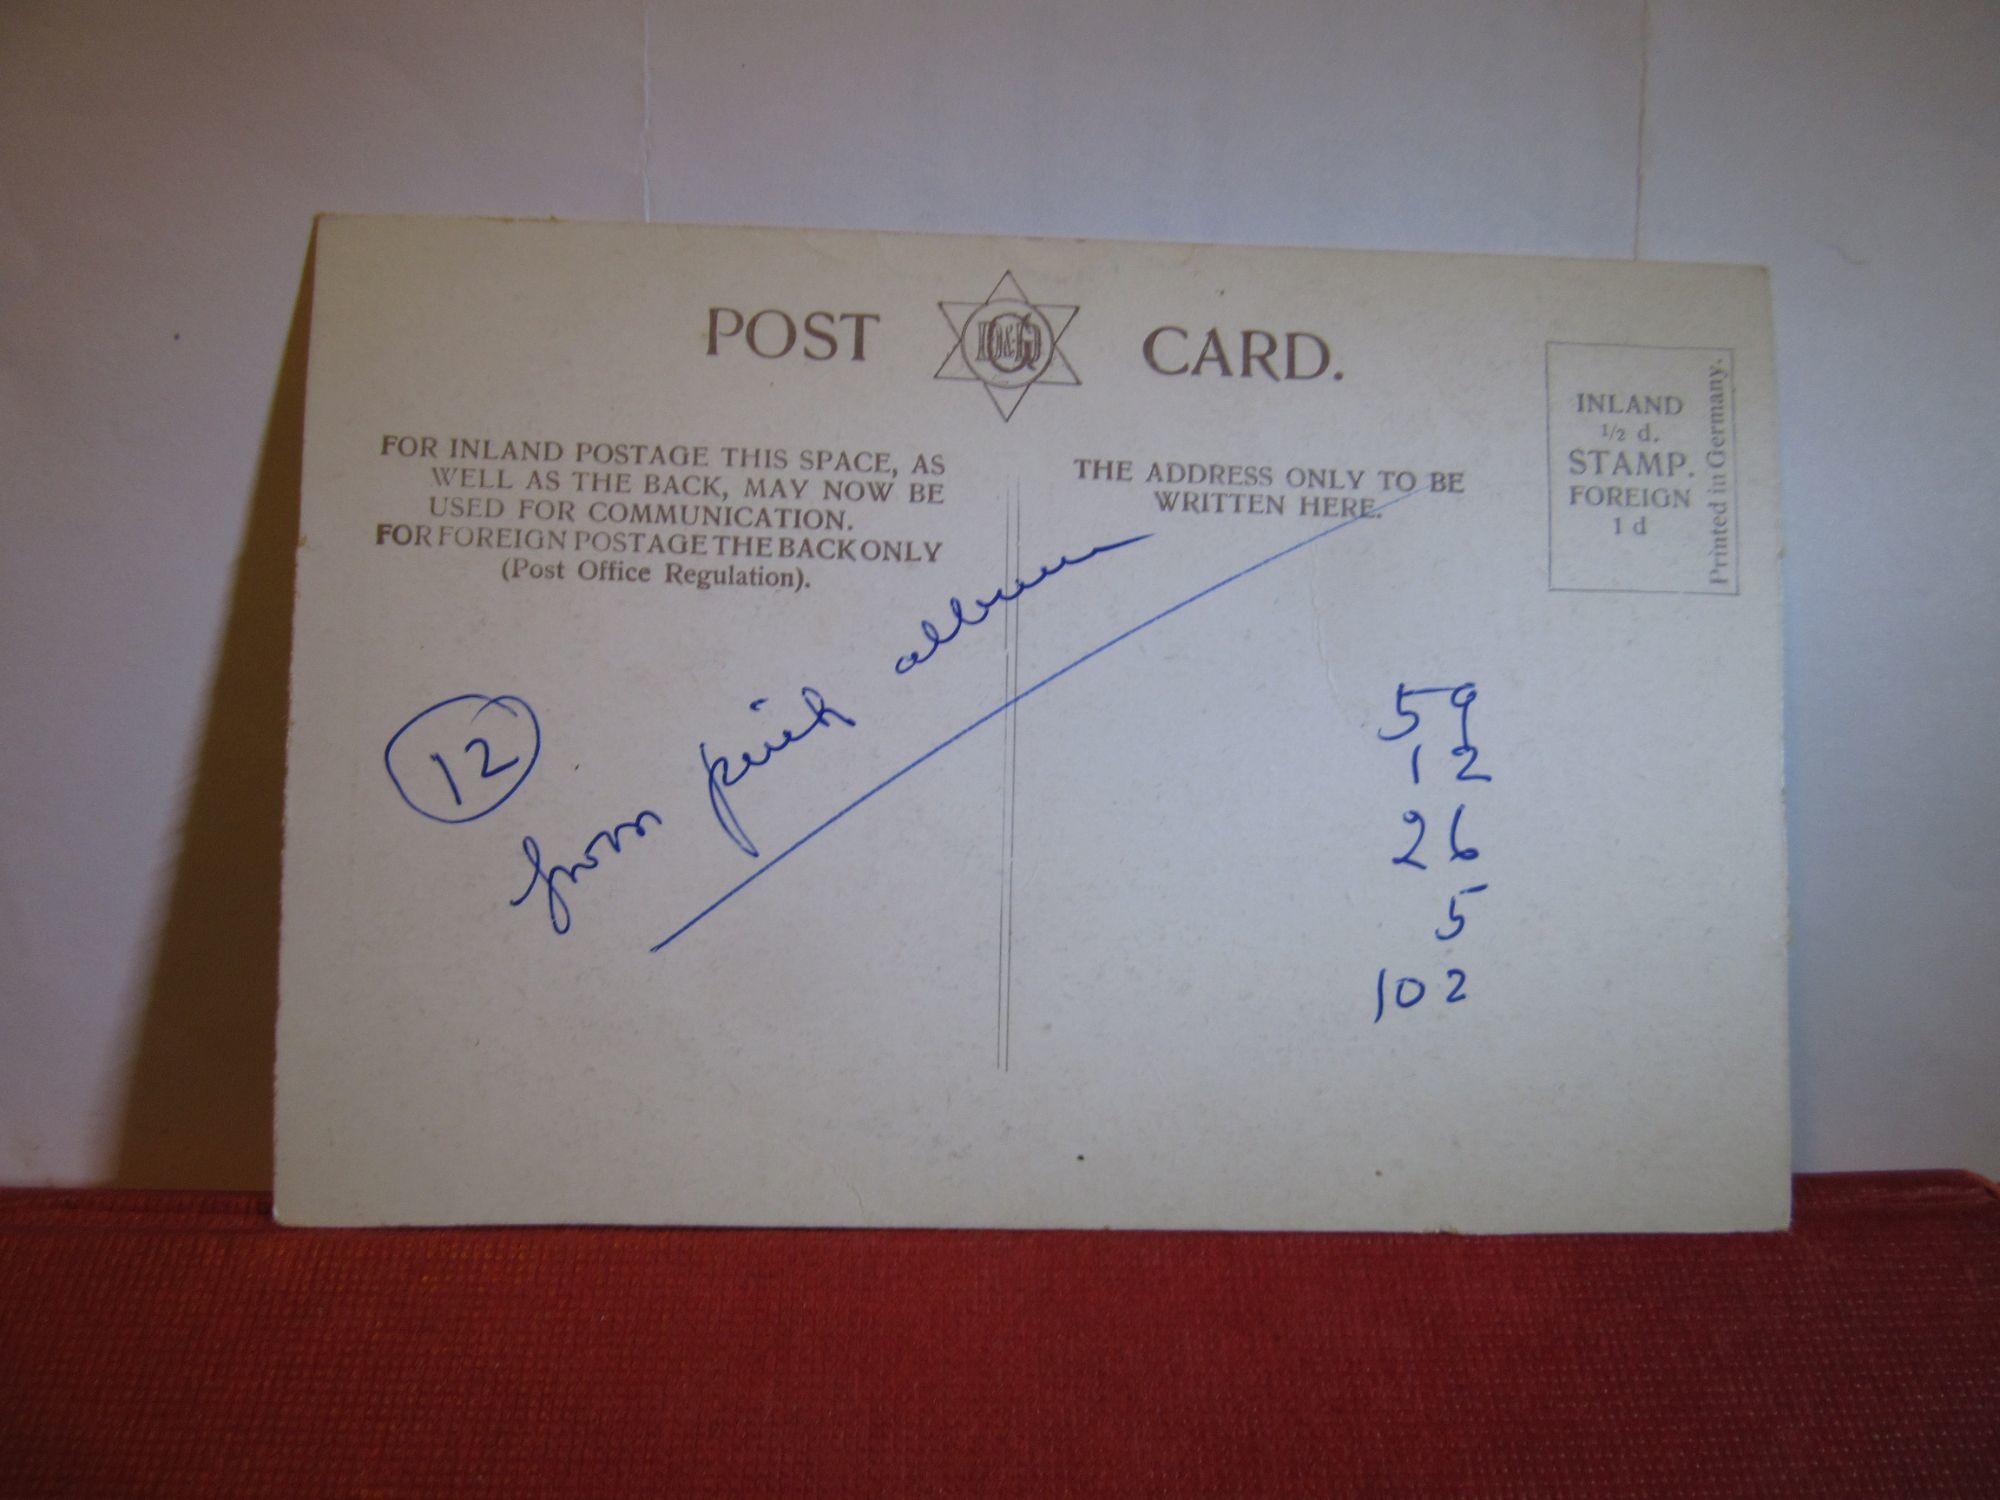 POST CARD.
FOR INLAND POSTAGE THIS SPACE, AS
WELL AS THE BACK, MAY NOW BE
USED FOR COMMUNICATION.
FOR FOREIGN POSTAGE THE BACK ONLY
(Post Office Regulation).
THE ADDRESS ONLY TO BE
WRITTEN HERE.
INLAND
1/2 d.
STAMP.
FOREIGN
1 d
Printed in Germany.
12
from pink album
59
12
26
5
102